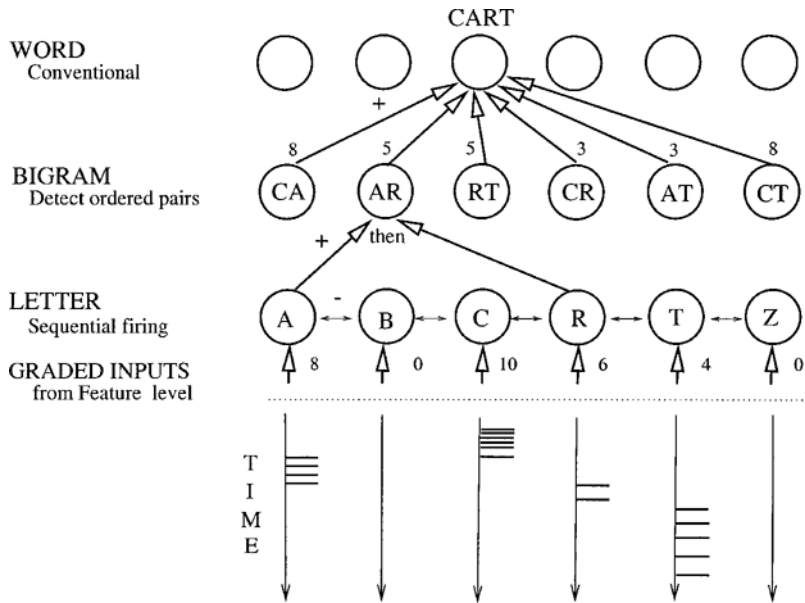 CART
WORD
Conventional
+
8 5 5 3 3 8
BIGRAM
Detect ordered pairs
CA AR RT CR AT CT
+ then
LETTER
Sequential firing
A - B C R T Z
GRADED INPUTS
from Feature level
8 0 10 6 4 0
T
I
M
E